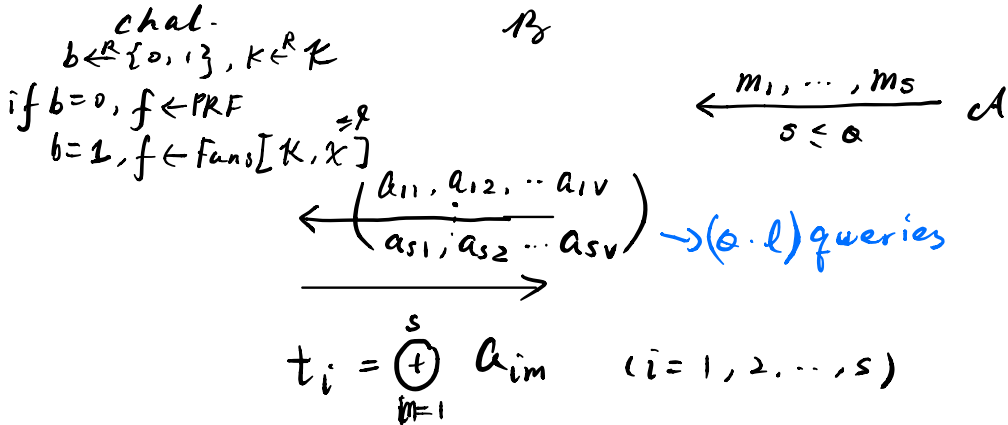 chal.
b ←R {0, 1}, K ←R K
if b=0, f ← PRF
b=1, f ← Funs[K, X^≤l]
B
m1, ..., ms
s ≤ Q
A
a11, a12, .. a1v
:
as1, as2 ... asv
→ (Q·l) queries
ti = ⊕ (m=1, s) aim (i = 1, 2, ..., s)